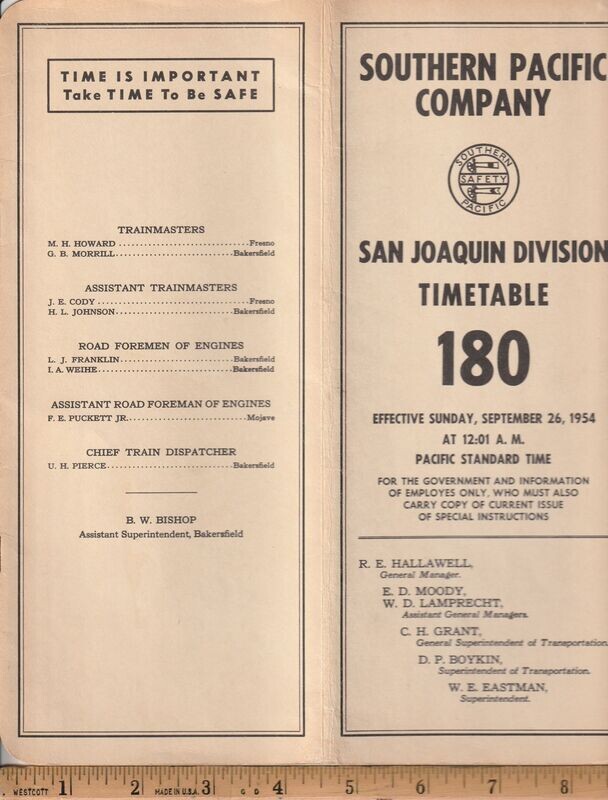 TIME IS IMPORTANT
Take TIME To Be SAFE
TRAINMASTERS
M. H. HOWARD ..............................Fresno
G. B. MORRILL..............................Bakersfield
ASSISTANT TRAINMASTERS
J. E. CODY..............................Fresno
H. L. JOHNSON..............................Bakersfield
ROAD FOREMEN OF ENGINES
L. J. FRANKLIN..............................Bakersfield
I. A. WEIHE..............................Bakersfield
ASSISTANT ROAD FOREMAN OF ENGINES
F. E. PUCKETT JR...............................Mojave
CHIEF TRAIN DISPATCHER
U. H. PIERCE..............................Bakersfield
B. W. BISHOP
Assistant Superintendent, Bakersfield
SOUTHERN PACIFIC
COMPANY
SOUTHERN
SAFETY
PACIFIC
SAN JOAQUIN DIVISION
TIMETABLE
180
EFFECTIVE SUNDAY, SEPTEMBER 26, 1954
AT 12:01 A. M.
PACIFIC STANDARD TIME
FOR THE GOVERNMENT AND INFORMATION
OF EMPLOYES ONLY, WHO MUST ALSO
CARRY COPY OF CURRENT ISSUE
OF SPECIAL INSTRUCTIONS
R. E. HALLAWELL,
General Manager.
E. D. MOODY,
W. D. LAMPRECHT,
Assistant General Managers.
C. H. GRANT,
General Superintendent of Transportation.
D. P. BOYKIN,
Superintendent of Transportation.
W. E. EASTMAN,
Superintendent.
WESTCOTT 1 2 3 4 5 6 7 8
MADE IN U.S.A. G D